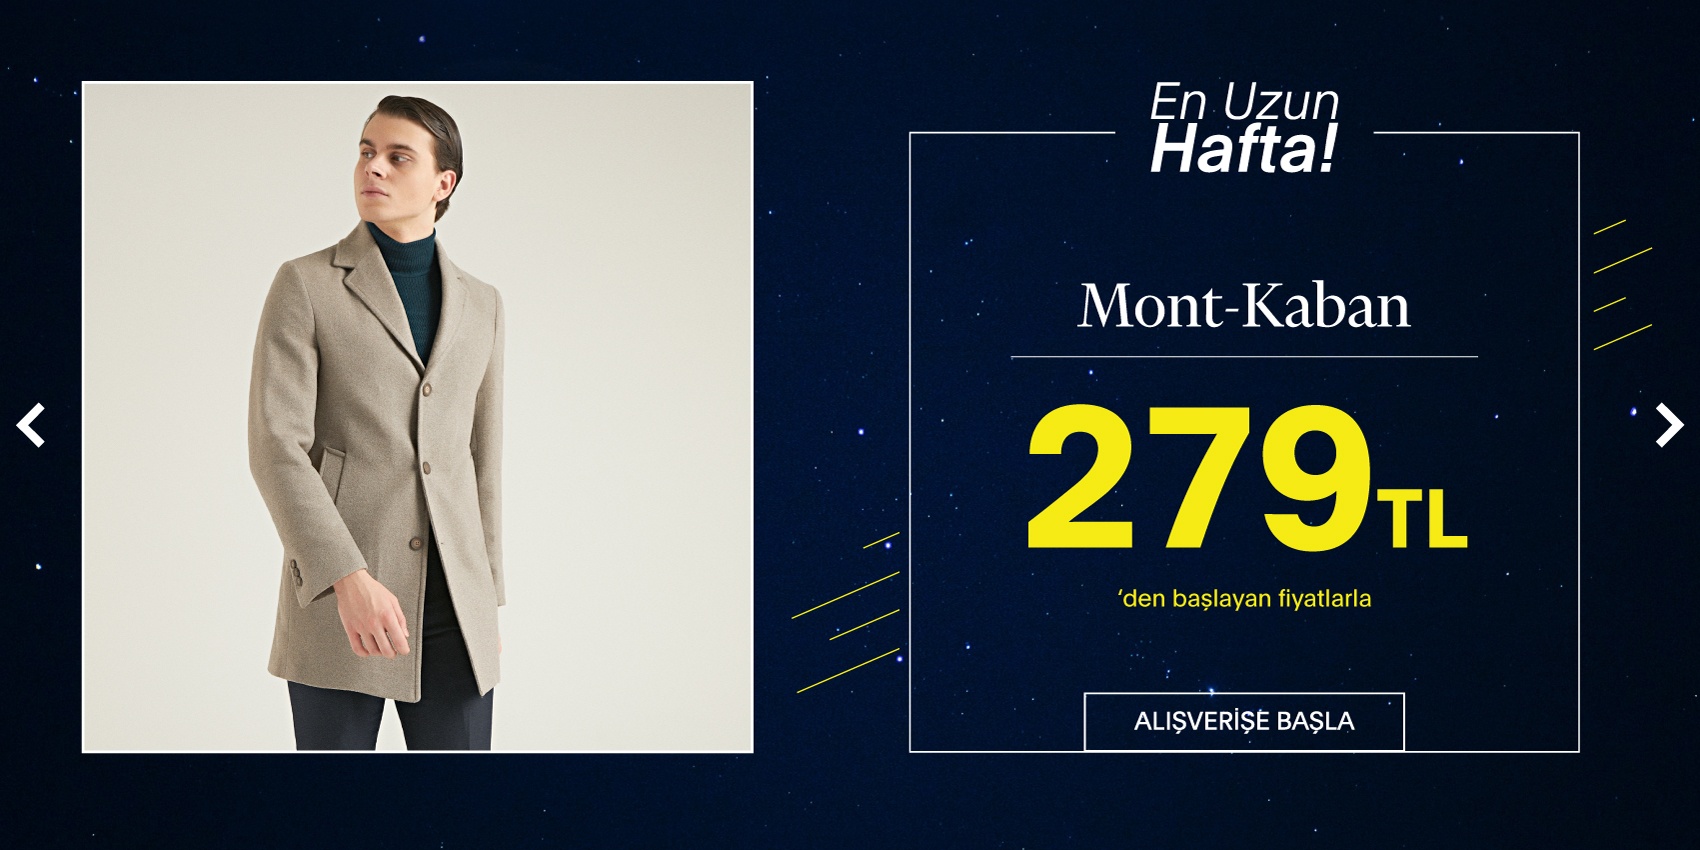 En Uzun
Hafta!
Mont-Kaban
279TL
‘den başlayan fiyatlarla
ALIŞVERİŞE BAŞLA